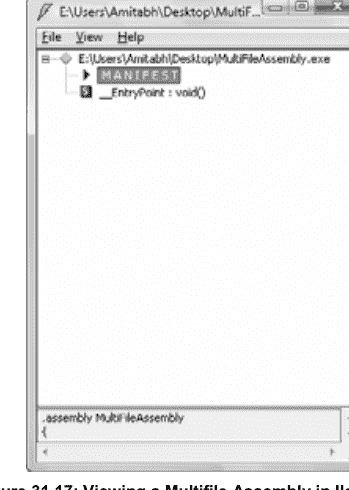 E:\Users\Amitabh\Desktop\MultiF...
File View Help
E:\Users\Amitabh\Desktop\MultiFileAssembly.exe
MANIFEST
__EntryPoint : void()
.assembly MultiFileAssembly
{
ure 31.17: Viewing a Multifile Assembly in Ile